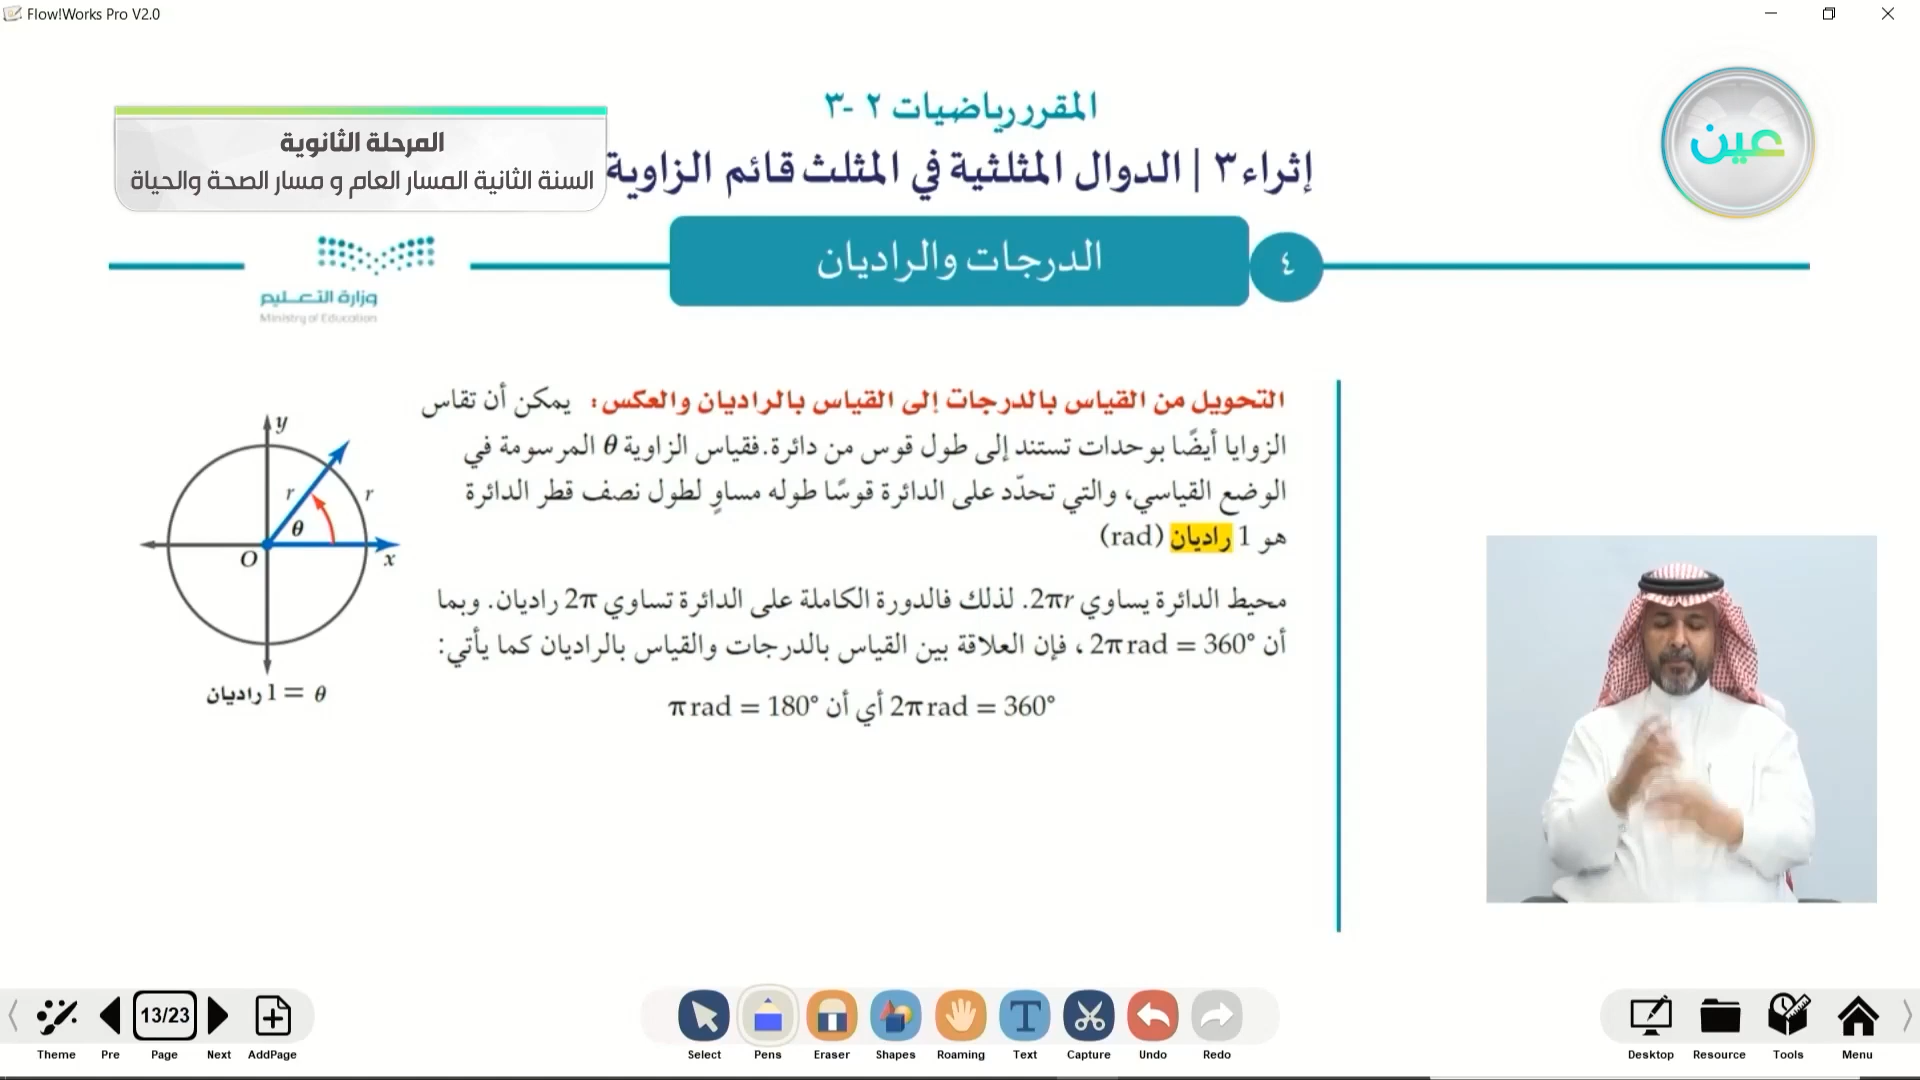 Flow!Works Pro V2.0
المقرر رياضيات ٢ -٣
إثراء ٣ | الدوال المثلثية في المثلث قائم الزاوية
المرحلة الثانوية
السنة الثانية المسار العام و مسار الصحة والحياة
عين
٤
الدرجات والراديان
وزارة التعليم
Ministry of Education
التحويل من القياس بالدرجات إلى القياس بالراديان والعكس: يمكن أن تقاس
الزوايا أيضًا بوحدات تستند إلى طول قوس من دائرة. فقياس الزاوية θ المرسومة في
الوضع القياسي، والتي تحدّد على الدائرة قوسًا طوله مساوٍ لطول نصف قطر الدائرة
هو 1 راديان (rad)
محيط الدائرة يساوي 2πr. لذلك فالدورة الكاملة على الدائرة تساوي 2π راديان. وبما
أن 2π rad = 360° ، فإن العلاقة بين القياس بالدرجات والقياس بالراديان كما يأتي:
2π rad = 360° أي أن π rad = 180°
y
r
r
θ
O
x
θ = 1 راديان
13/23
Theme
Pre
Page
Next
AddPage
Select
Pens
Eraser
Shapes
Roaming
T
Text
Capture
Undo
Redo
Desktop
Resource
Tools
Menu